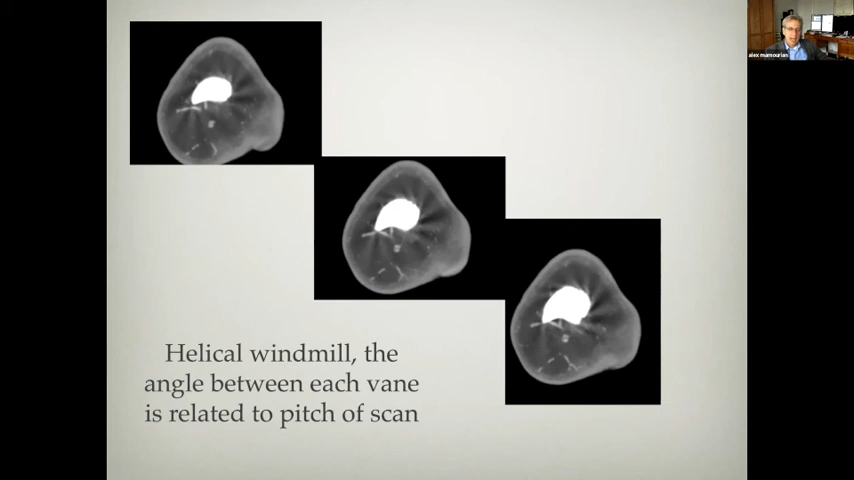 alex mamourian
Helical windmill, the
angle between each vane
is related to pitch of scan